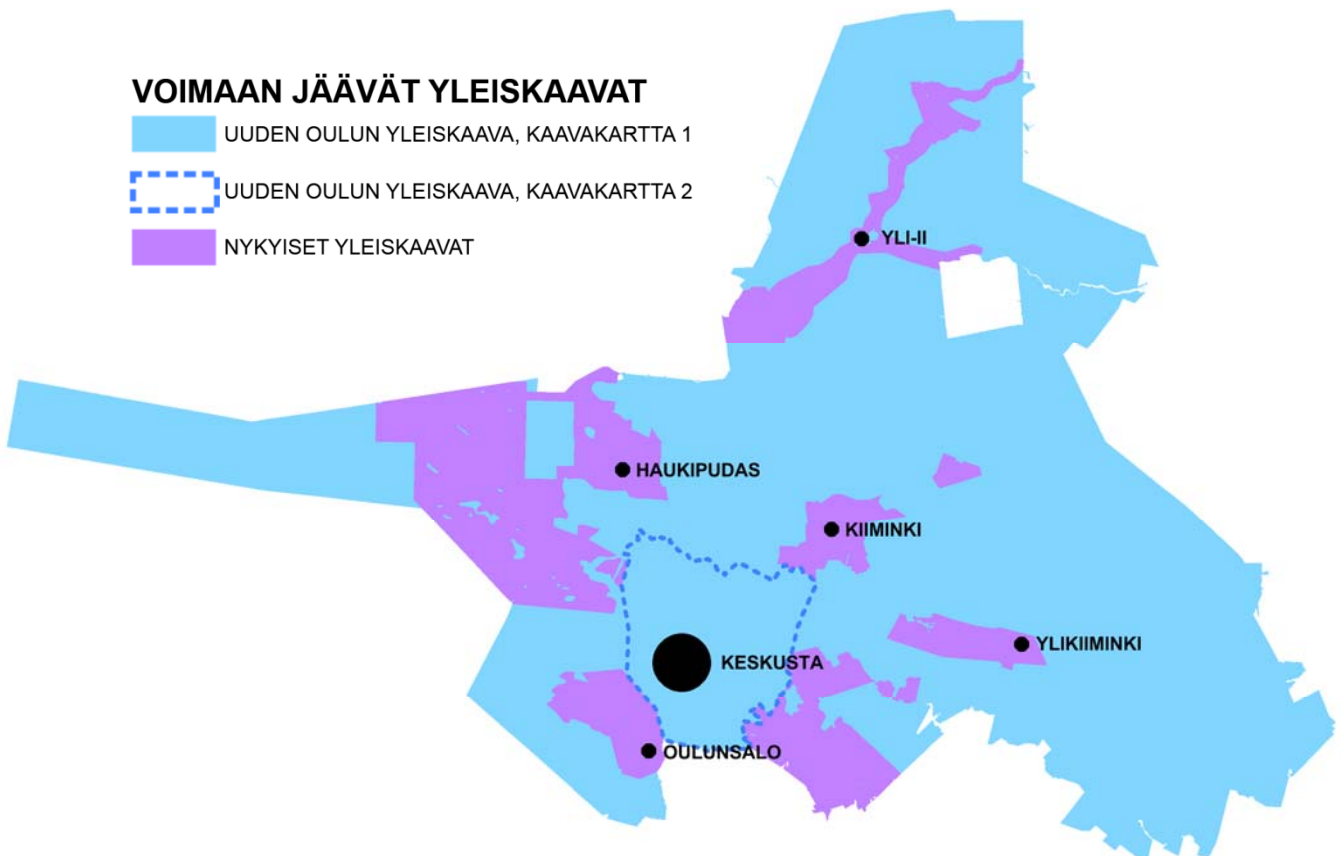 VOIMAAN JÄÄVÄT YLEISKAAVAT
UUDEN OULUN YLEISKAAVA, KAAVAKARTTA 1
UUDEN OULUN YLEISKAAVA, KAAVAKARTTA 2
NYKYISET YLEISKAAVAT
YLI-II
HAUKIPUDAS
KIIMINKI
YLIKIIMINKI
KESKUSTA
OULUNSALO